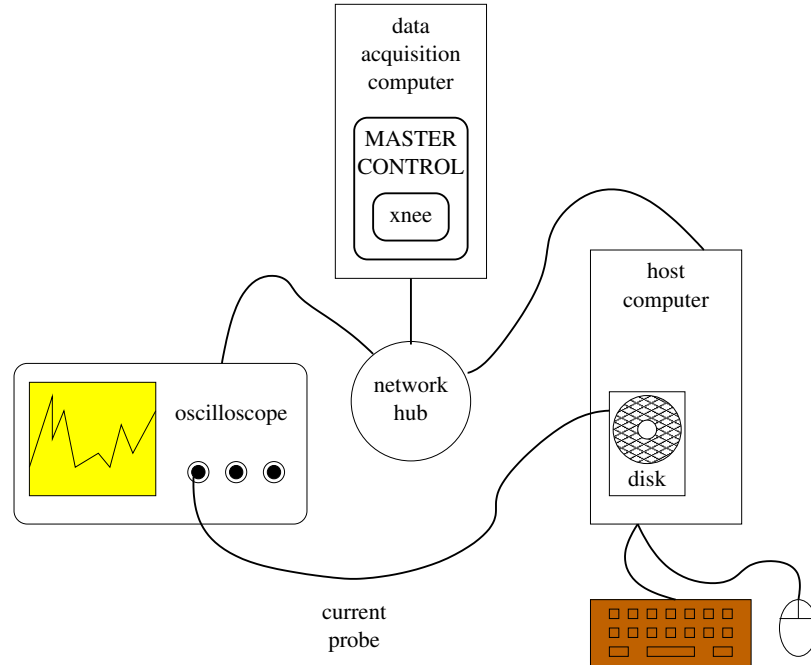 data
acquisition
computer
MASTER
CONTROL
xnee
host
computer
network
hub
oscilloscope
disk
current
probe